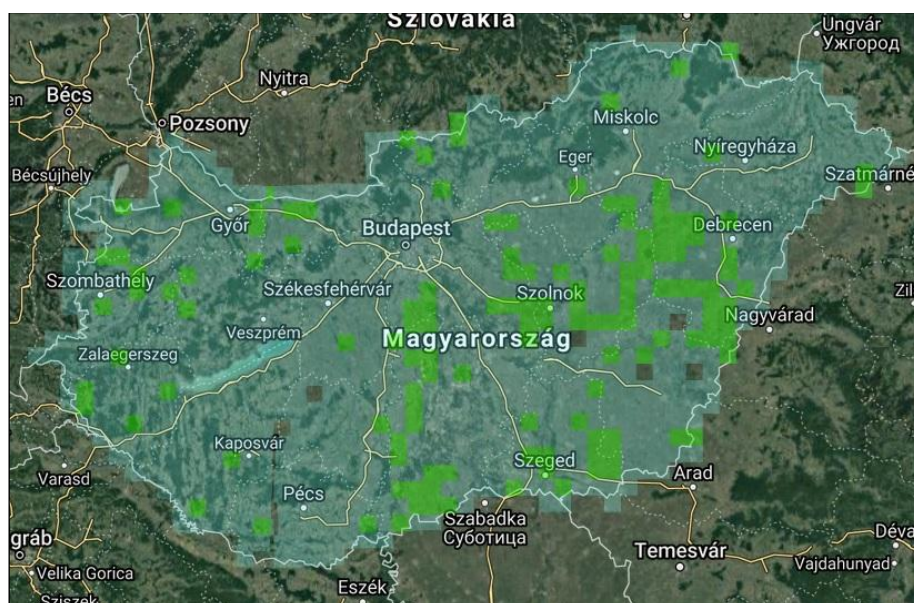 Szlovákia
Ungvár
Ужгород
Nyitra
Bécs
Pozsony
Miskolc
Nyíregyháza
Eger
Bécsújhely
Szatmárné
Győr
Budapest
Debrecen
Szombathely
Székesfehérvár
Szolnok
Zil
Nagyvárad
Veszprém
Magyarország
Zalaegerszeg
Kaposvár
Varasd
Szeged
Arad
Pécs
Szabadka
Суботица
gráb
Temesvár
Déva
Vajdahunyad
Velika Gorica
Eszék
Sziszek